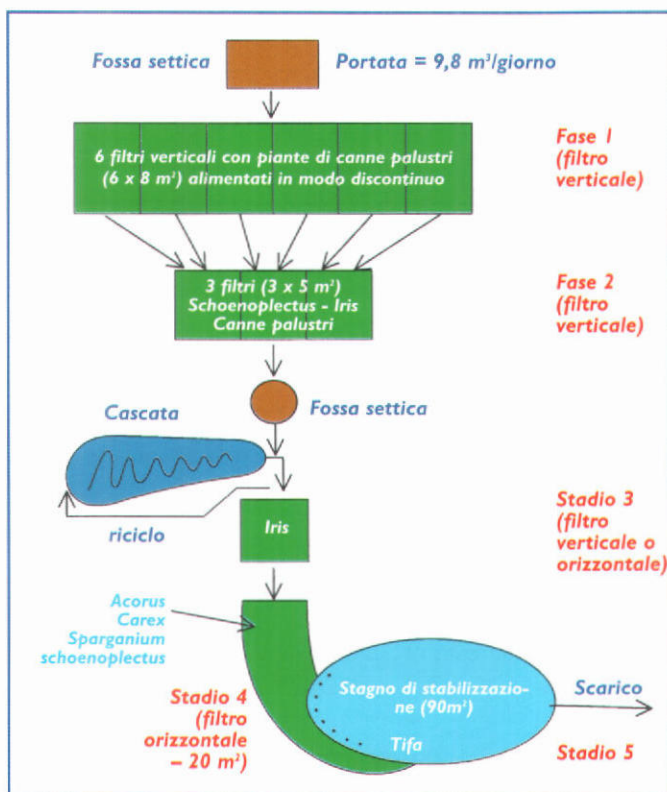 Fossa settica
Portata = 9,8 m³/giorno
6 filtri verticali con piante di canne palustri
(6 x 8 m²) alimentati in modo discontinuo
Fase 1
(filtro
verticale)
3 filtri (3 x 5 m²)
Schoenoplectus - Iris
Canne palustri
Fase 2
(filtro
verticale)
Cascata
Fossa settica
riciclo
Iris
Stadio 3
(filtro
verticale o
orizzontale)
Acorus
Carex
Sparganium
schoenoplectus
Stadio 4
(filtro
orizzontale
– 20 m²)
Stagno di stabilizzazio-
ne (90m²)
Tifa
Scarico
Stadio 5